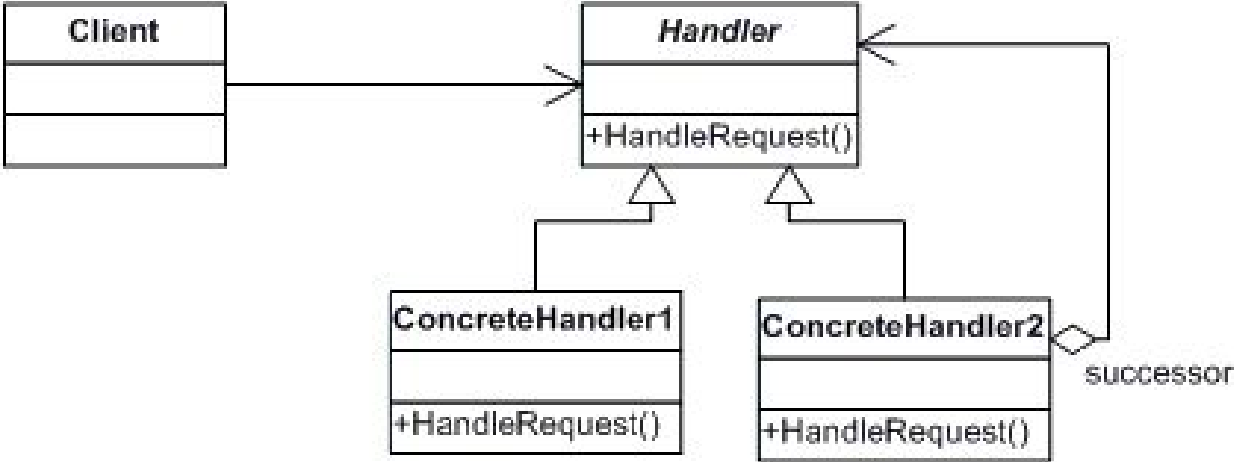 Client
Handler
+HandleRequest()
ConcreteHandler1
+HandleRequest()
ConcreteHandler2
successor
+HandleRequest()